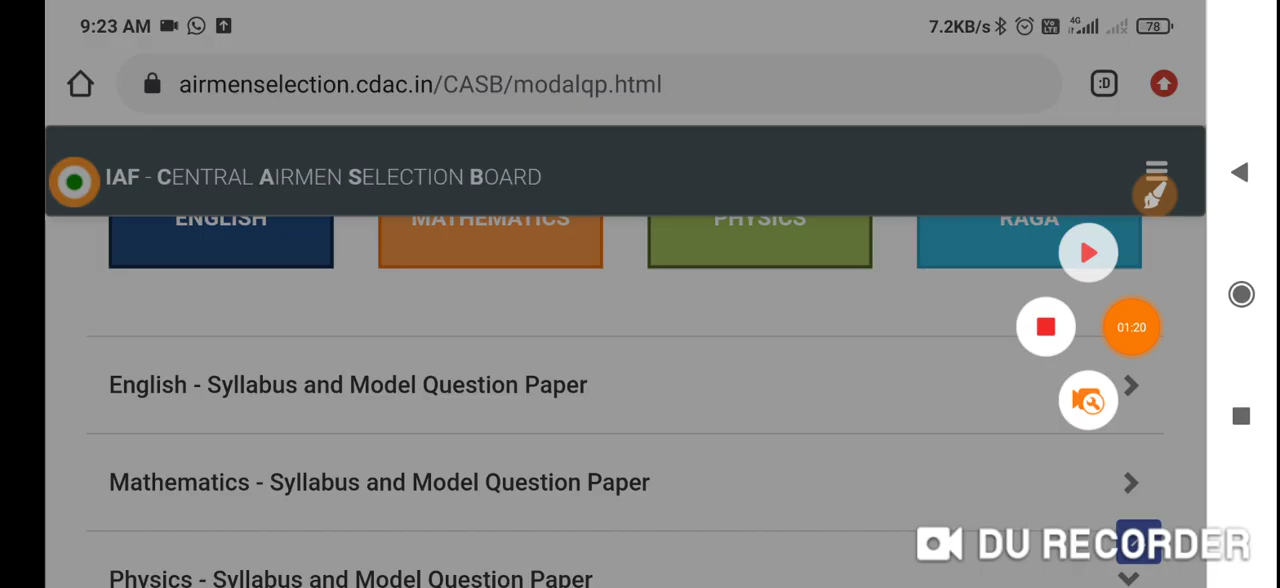 9:23 AM 7.2KB/s 4G 78
airmenselection.cdac.in/CASB/modalqp.html :D
IAF - CENTRAL AIRMEN SELECTION BOARD
ENGLISH MATHEMATICS PHYSICS RAGA
01:20
English - Syllabus and Model Question Paper
Mathematics - Syllabus and Model Question Paper
DU RECORDER
Physics - Syllabus and Model Question Paper